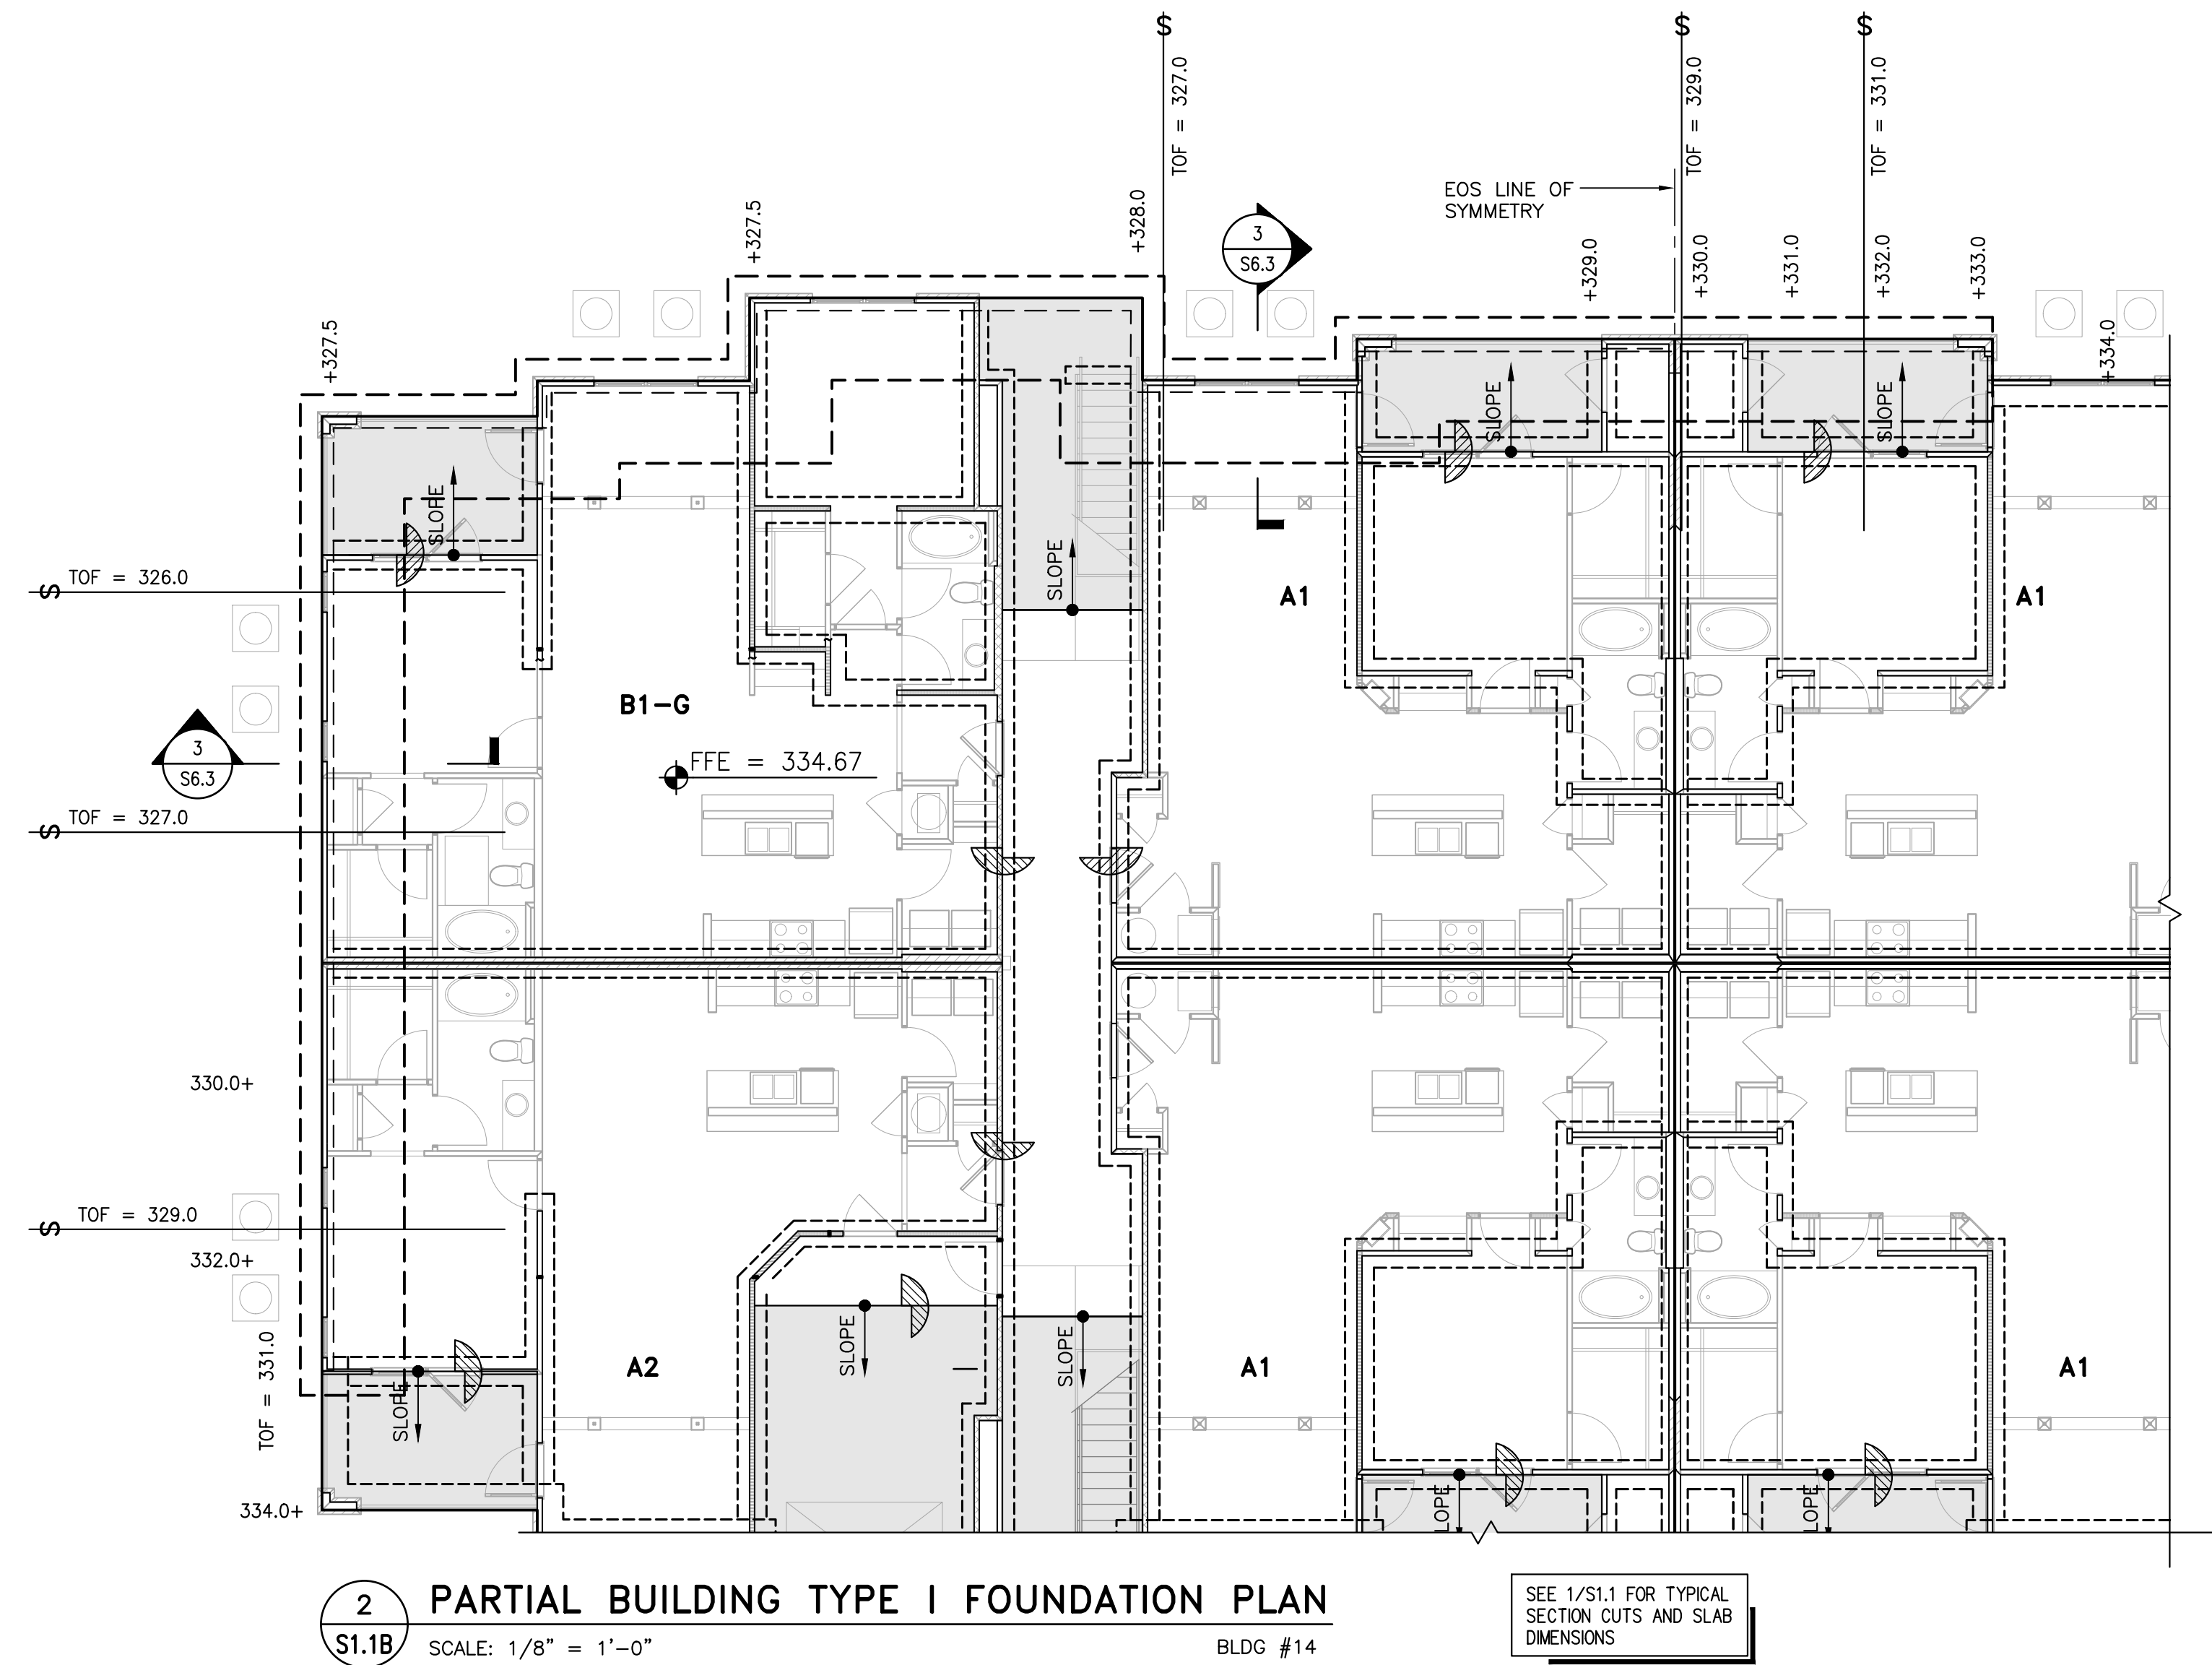 S
S
S
TOF = 327.0
TOF = 329.0
TOF = 331.0
EOS LINE OF
SYMMETRY
+327.5
+327.5
+328.0
3
S6.3
+329.0
+330.0
+331.0
+332.0
+333.0
+334.0
SLOPE
SLOPE
SLOPE
SLOPE
S
TOF = 326.0
A1
A1
B1-G
3
S6.3
FFE = 334.67
S
TOF = 327.0
330.0+
S
TOF = 329.0
332.0+
TOF = 331.0
SLOPE
SLOPE
SLOPE
A2
A1
A1
334.0+
LOPE
LOPE
2
S1.1B
PARTIAL BUILDING TYPE I FOUNDATION PLAN
SCALE: 1/8" = 1'-0"
BLDG #14
SEE 1/S1.1 FOR TYPICAL
SECTION CUTS AND SLAB
DIMENSIONS